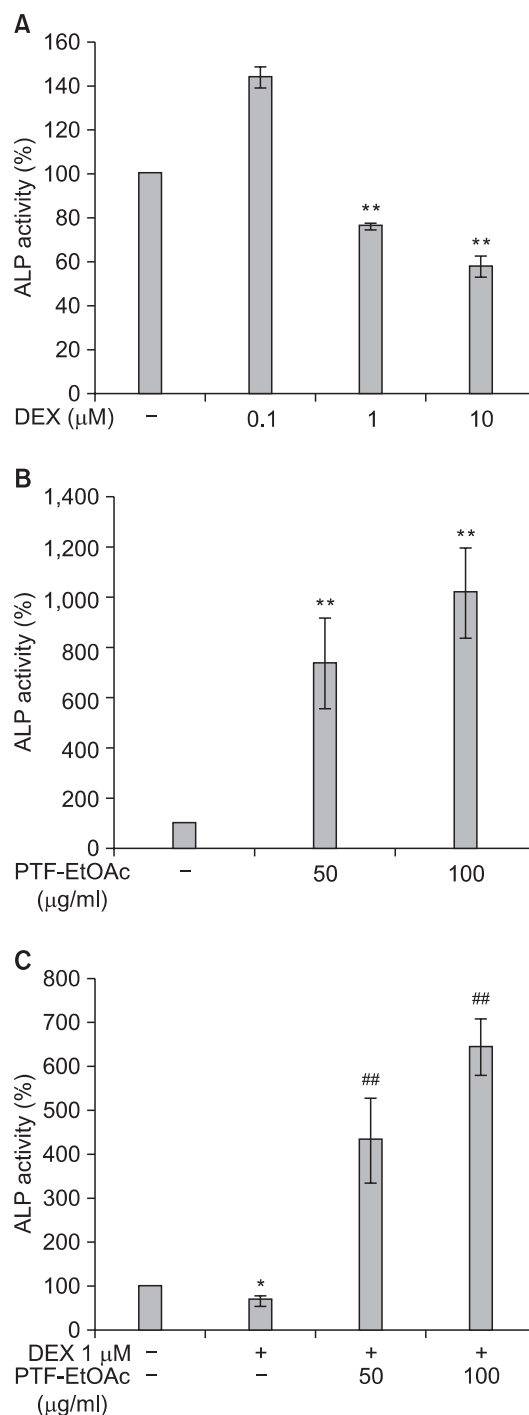 A
160
140
120
100
80
60
40
20
0
ALP activity (%)
**
**
DEX (μM) – 0.1 1 10
B
1,400
1,200
1,000
800
600
400
200
0
ALP activity (%)
**
**
PTF-EtOAc – 50 100
(μg/ml)
C
800
700
600
500
400
300
200
100
0
ALP activity (%)
*
##
##
DEX 1 μM – + + +
PTF-EtOAc – – 50 100
(μg/ml)